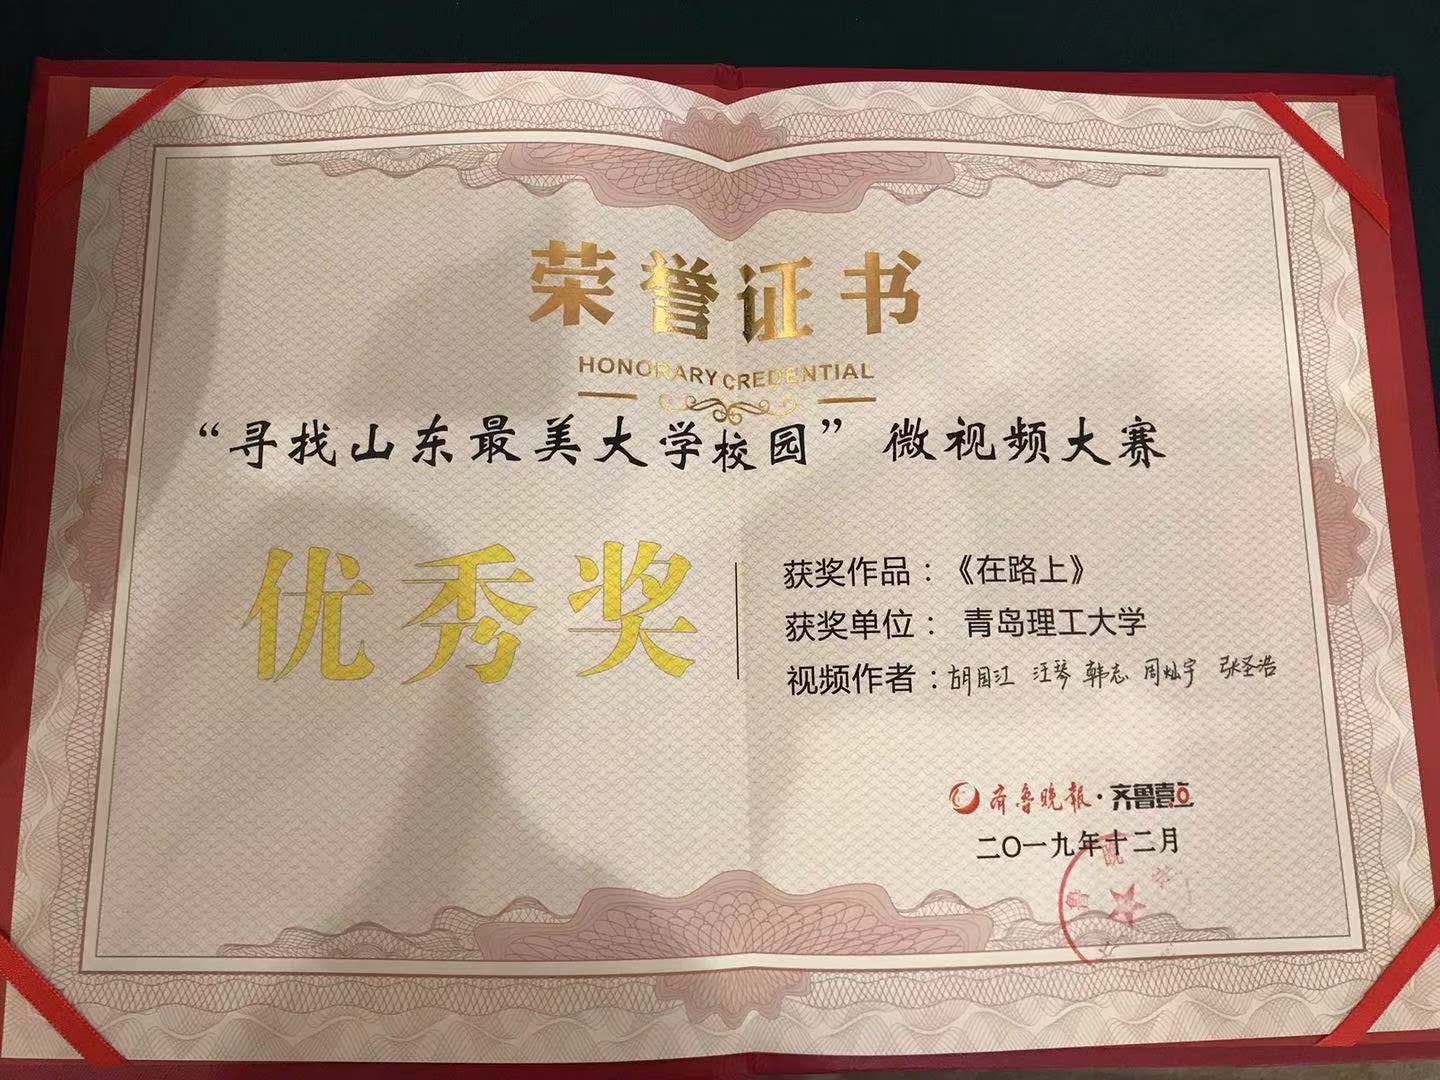 荣誉证书
HONORARY CREDENTIAL
“寻找山东最美大学校园”微视频大赛
优秀奖
获奖作品：《在路上》
获奖单位： 青岛理工大学
视频作者：胡国江 汪琴 韩志 周灿宇 张圣浩
齐鲁晚报·齐鲁壹点
二〇一九年十二月